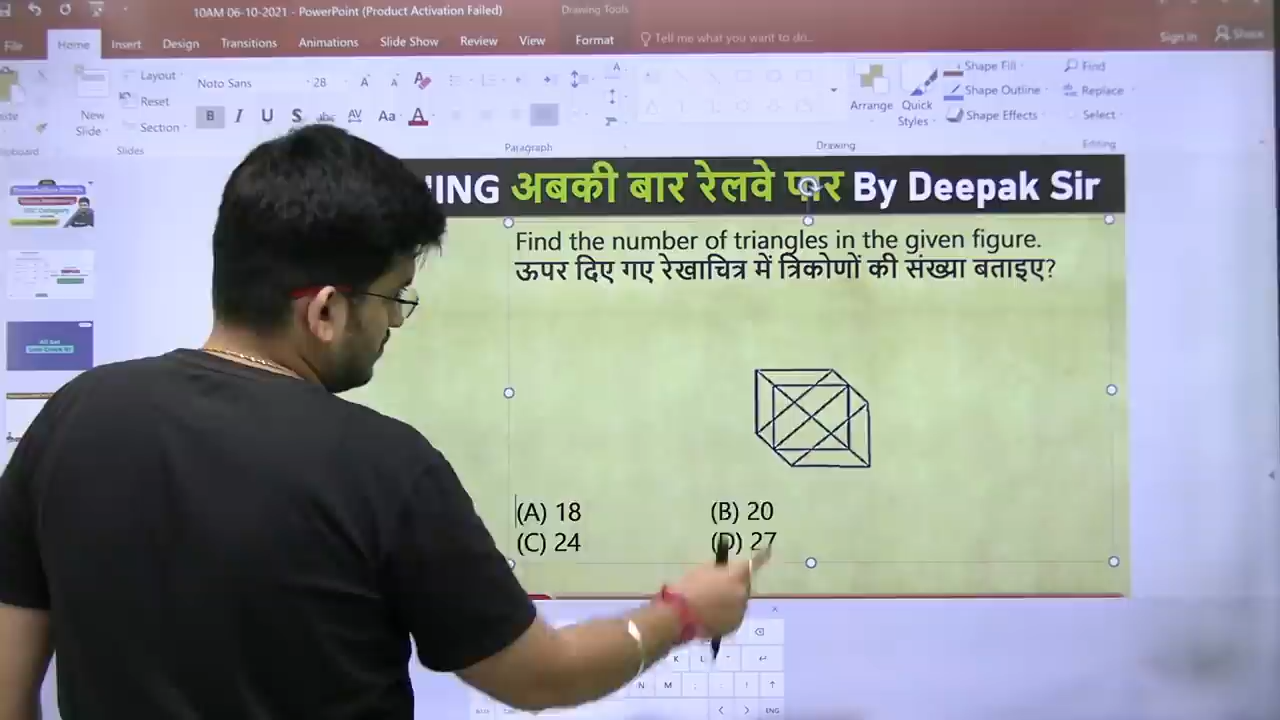 10AM 06-10-2021 - PowerPoint (Product Activation Failed)
Drawing Tools
File
Home
Insert
Design
Transitions
Animations
Slide Show
Review
View
Format
Tell me what you want to do...
Sign in
Share
Layout
Reset
Section
New
Slide
Slides
Noto Sans
28
B I U S abc AV Aa A
Paragraph
Arrange
Quick
Styles
Shape Fill
Shape Outline
Shape Effects
Drawing
Find
Replace
Select
Editing
अबकी बार रेलवे पार By Deepak Sir
Find the number of triangles in the given figure.
ऊपर दिए गए रेखाचित्र में त्रिकोणों की संख्या बताइए?
(A) 18
(B) 20
(C) 24
(D) 27
K L
N M
ENG